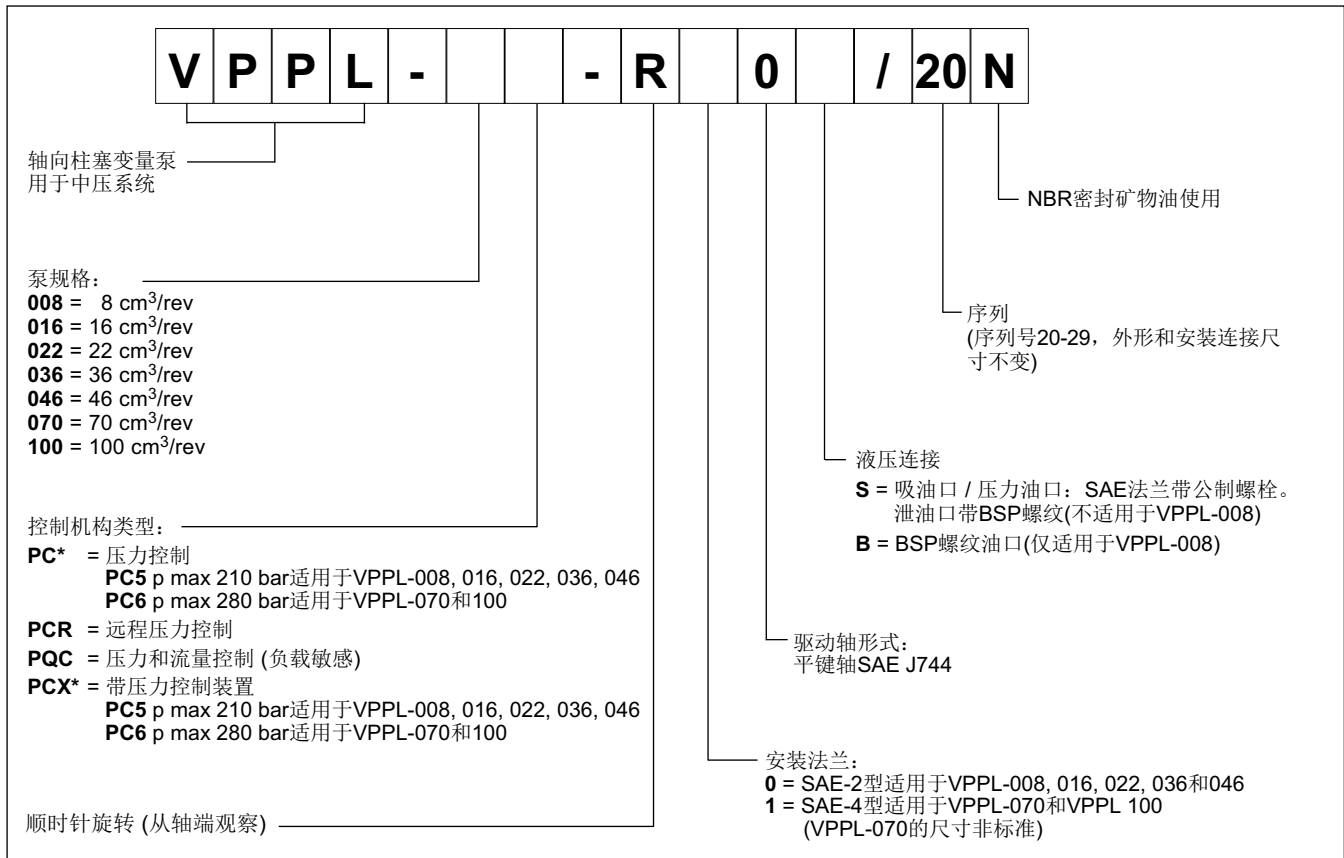 VPPL-  -R 0 /20N
轴向柱塞变量泵
用于中压系统
NBR密封矿物油使用
泵规格:
008 = 8 cm³/rev
016 = 16 cm³/rev
022 = 22 cm³/rev
036 = 36 cm³/rev
046 = 46 cm³/rev
070 = 70 cm³/rev
100 = 100 cm³/rev
序列
(序列号20-29，外形和安装连接尺
寸不变)
液压连接
S = 吸油口 / 压力油口：SAE法兰带公制螺栓。
泄油口带BSP螺纹(不适用于VPPL-008)
B = BSP螺纹油口(仅适用于VPPL-008)
控制机构类型:
PC* = 压力控制
PC5 p max 210 bar适用于VPPL-008, 016, 022, 036, 046
PC6 p max 280 bar适用于VPPL-070和100
PCR = 远程压力控制
PQC = 压力和流量控制 (负载敏感)
PCX* = 带压力控制装置
PC5 p max 210 bar适用于VPPL-008, 016, 022, 036, 046
PC6 p max 280 bar适用于VPPL-070和100
驱动轴形式:
平键轴SAE J744
安装法兰:
0 = SAE-2型适用于VPPL-008, 016, 022, 036和046
1 = SAE-4型适用于VPPL-070和VPPL 100
(VPPL-070的尺寸非标准)
顺时针旋转 (从轴端观察)